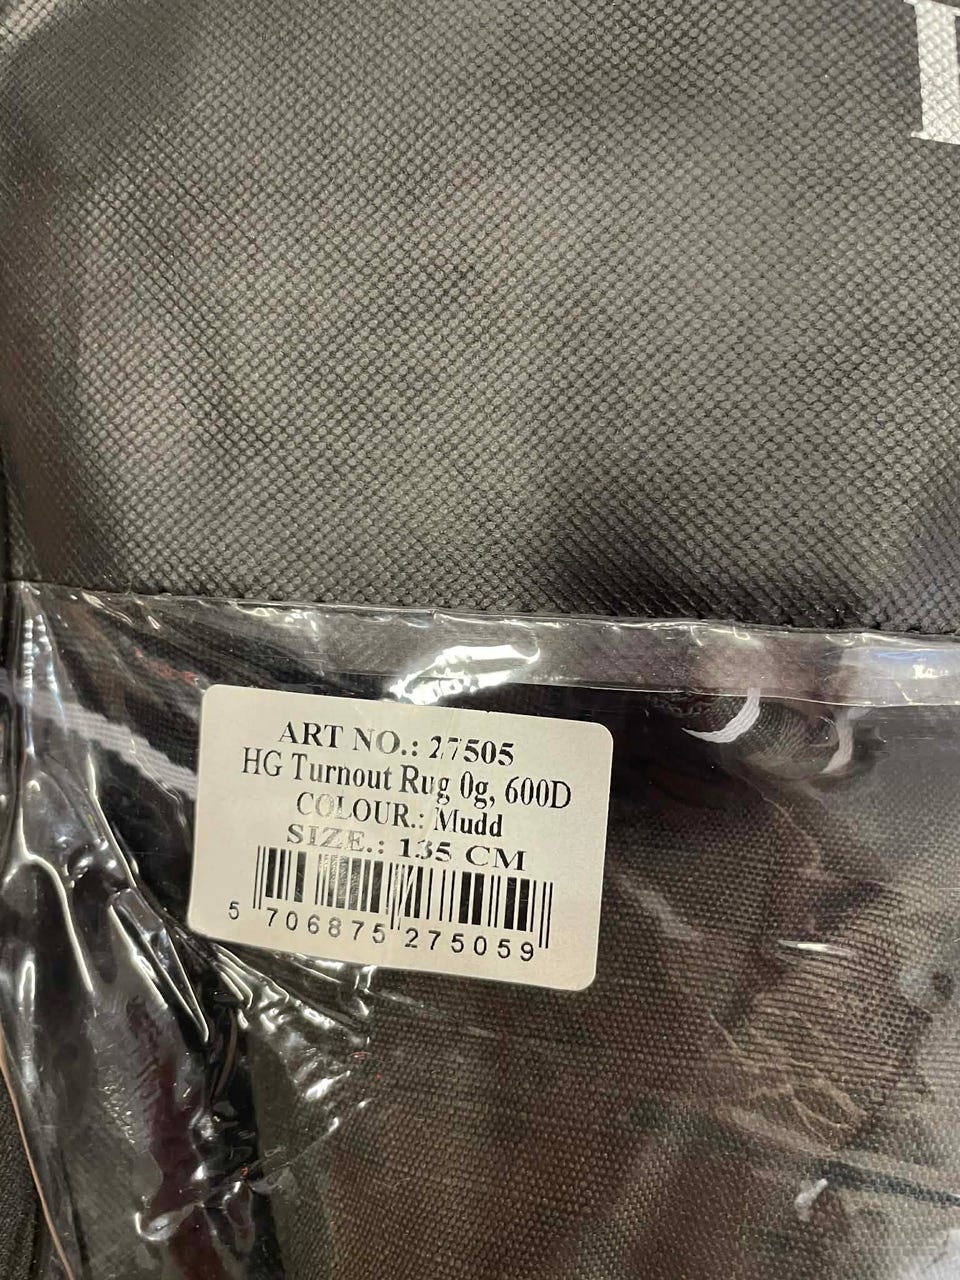 ART NO.: 27505
HG Turnout Rug 0g, 600D
COLOUR.: Mudd
SIZE.: 135 CM
5 706875 275059